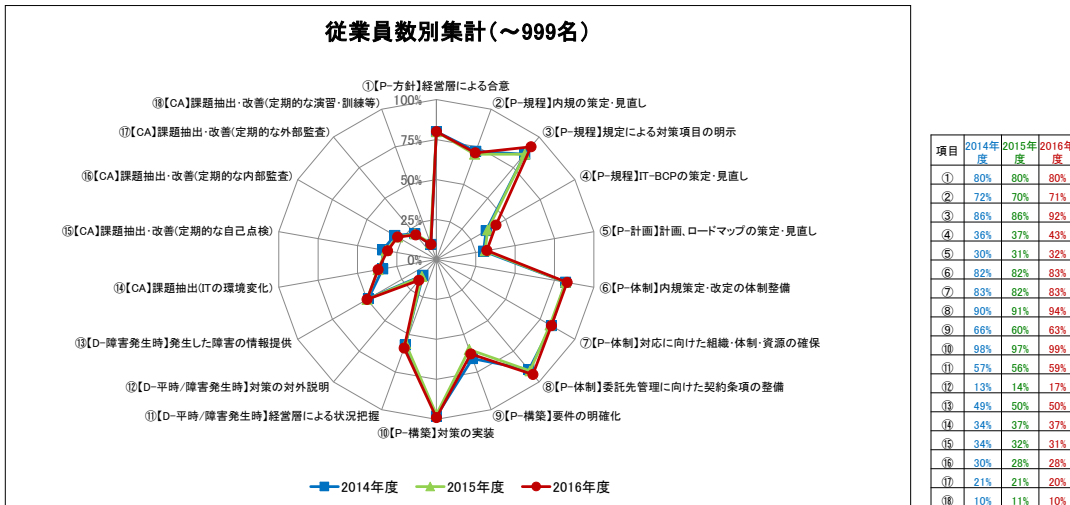 従業員数別集計(～999名)
①【P-方針】経営層による合意
②【P-規程】内規の策定・見直し
③【P-規程】規定による対策項目の明示
④【P-規程】IT-BCPの策定・見直し
⑤【P-計画】計画、ロードマップの策定・見直し
⑥【P-体制】内規策定・改定の体制整備
⑦【P-体制】対応に向けた組織・体制・資源の確保
⑧【P-体制】委託先管理に向けた契約条項の整備
⑨【P-構築】要件の明確化
⑩【P-構築】対策の実装
⑪【D-平時/障害発生時】経営層による状況把握
⑫【D-平時/障害発生時】対策の対外説明
⑬【D-障害発生時】発生した障害の情報提供
⑭【CA】課題抽出(ITの環境変化)
⑮【CA】課題抽出・改善(定期的な自己点検)
⑯【CA】課題抽出・改善(定期的な内部監査)
⑰【CA】課題抽出・改善(定期的な外部監査)
⑱【CA】課題抽出・改善(定期的な演習・訓練等)
100%
75%
50%
25%
0%
2014年度 2015年度 2016年度
項目 2014年度 2015年度 2016年度
① 80% 80% 80%
② 72% 70% 71%
③ 86% 86% 92%
④ 36% 37% 43%
⑤ 30% 31% 32%
⑥ 82% 82% 83%
⑦ 83% 82% 83%
⑧ 90% 91% 94%
⑨ 66% 60% 63%
⑩ 98% 97% 99%
⑪ 57% 56% 59%
⑫ 13% 14% 17%
⑬ 49% 50% 50%
⑭ 34% 37% 37%
⑮ 34% 32% 31%
⑯ 30% 28% 28%
⑰ 21% 21% 20%
⑱ 10% 11% 10%